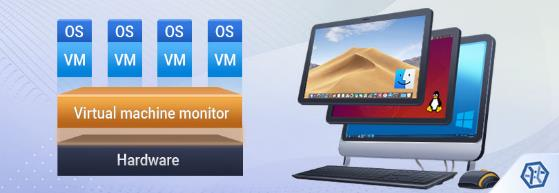 OS OS OS OS
VM VM VM VM
Virtual machine monitor
Hardware